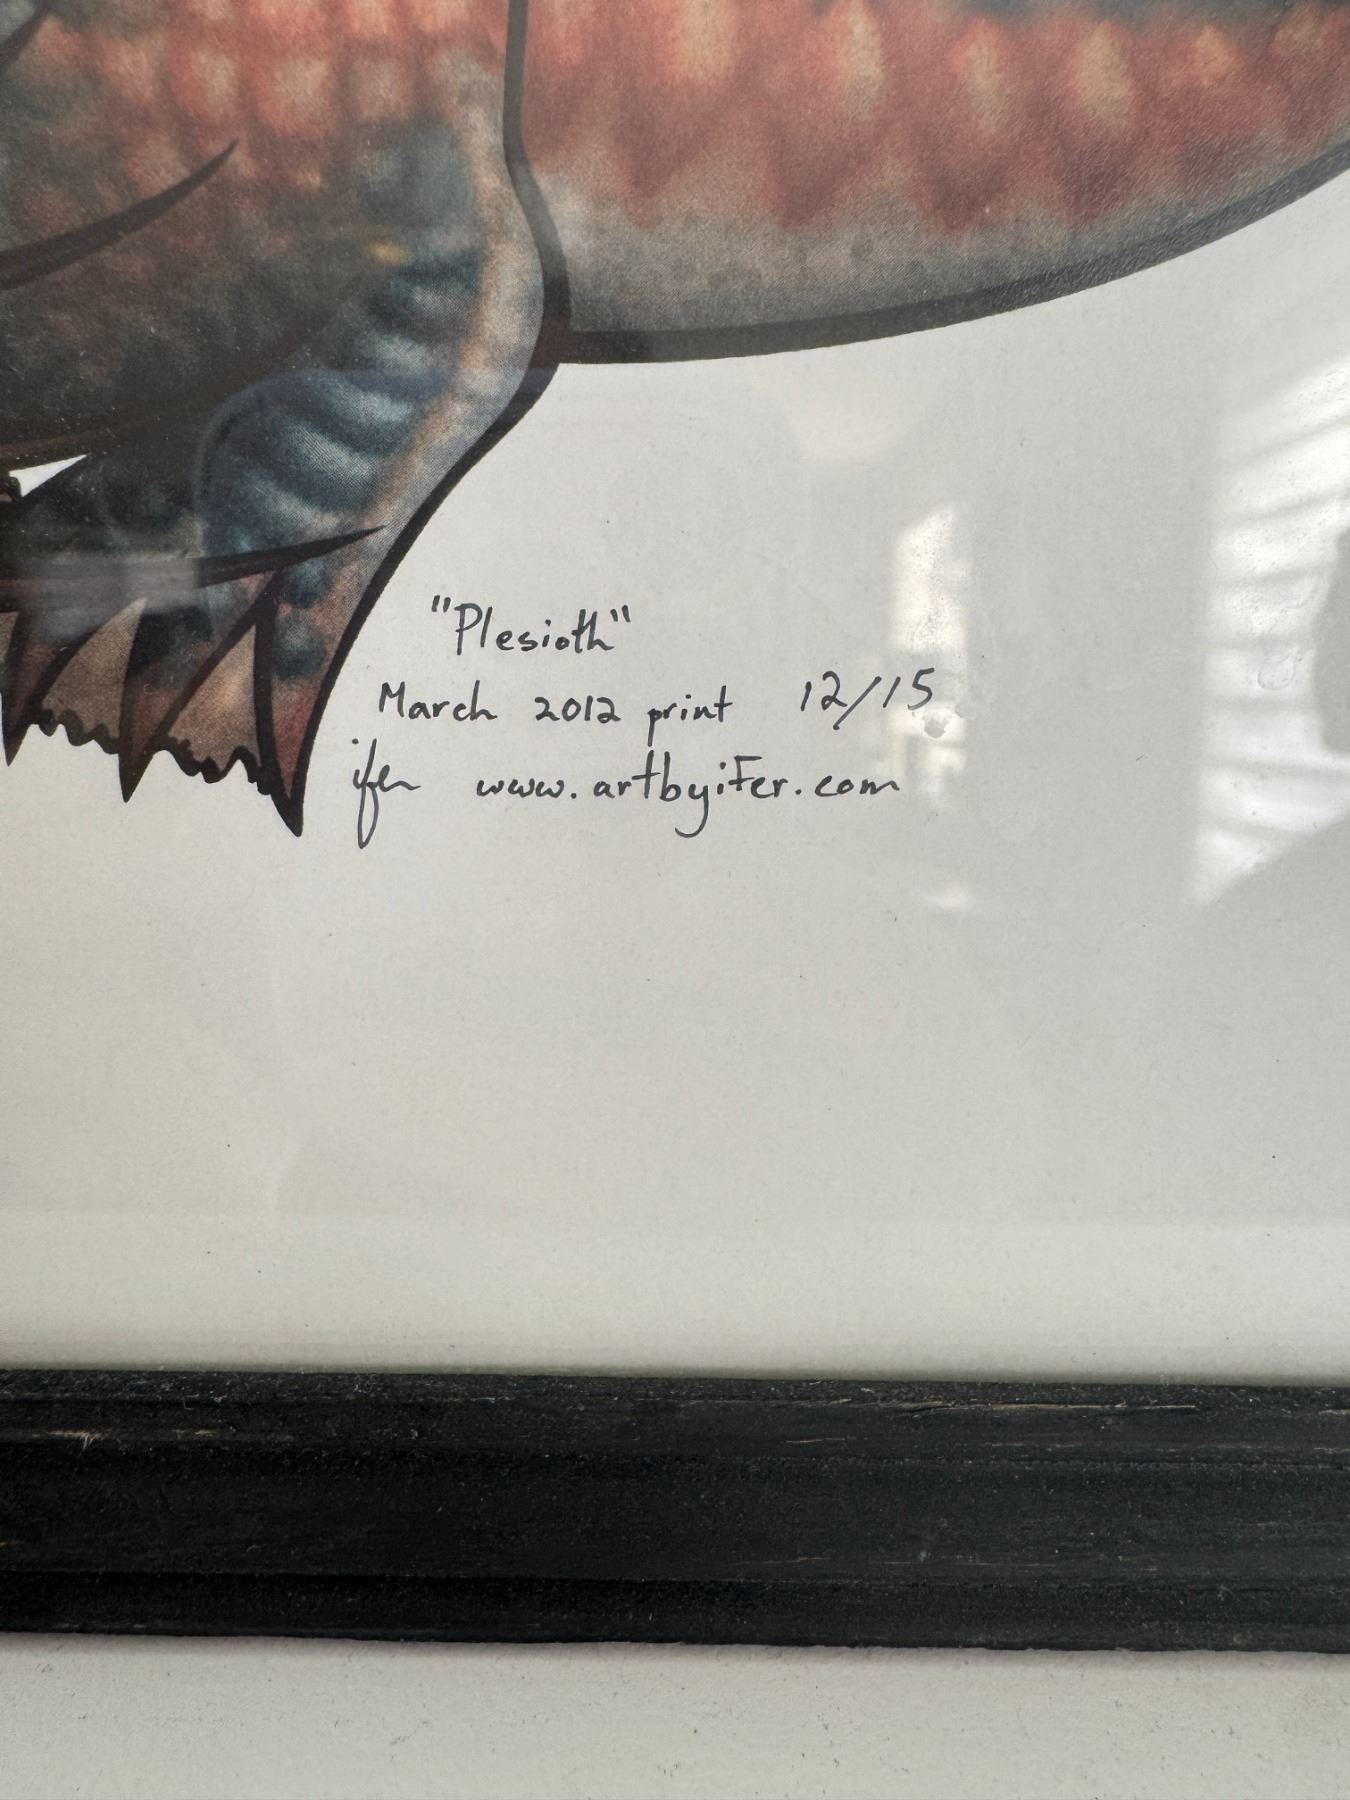 "Plesioth"
March 2012 print 12/15
ifer www.artbyifer.com